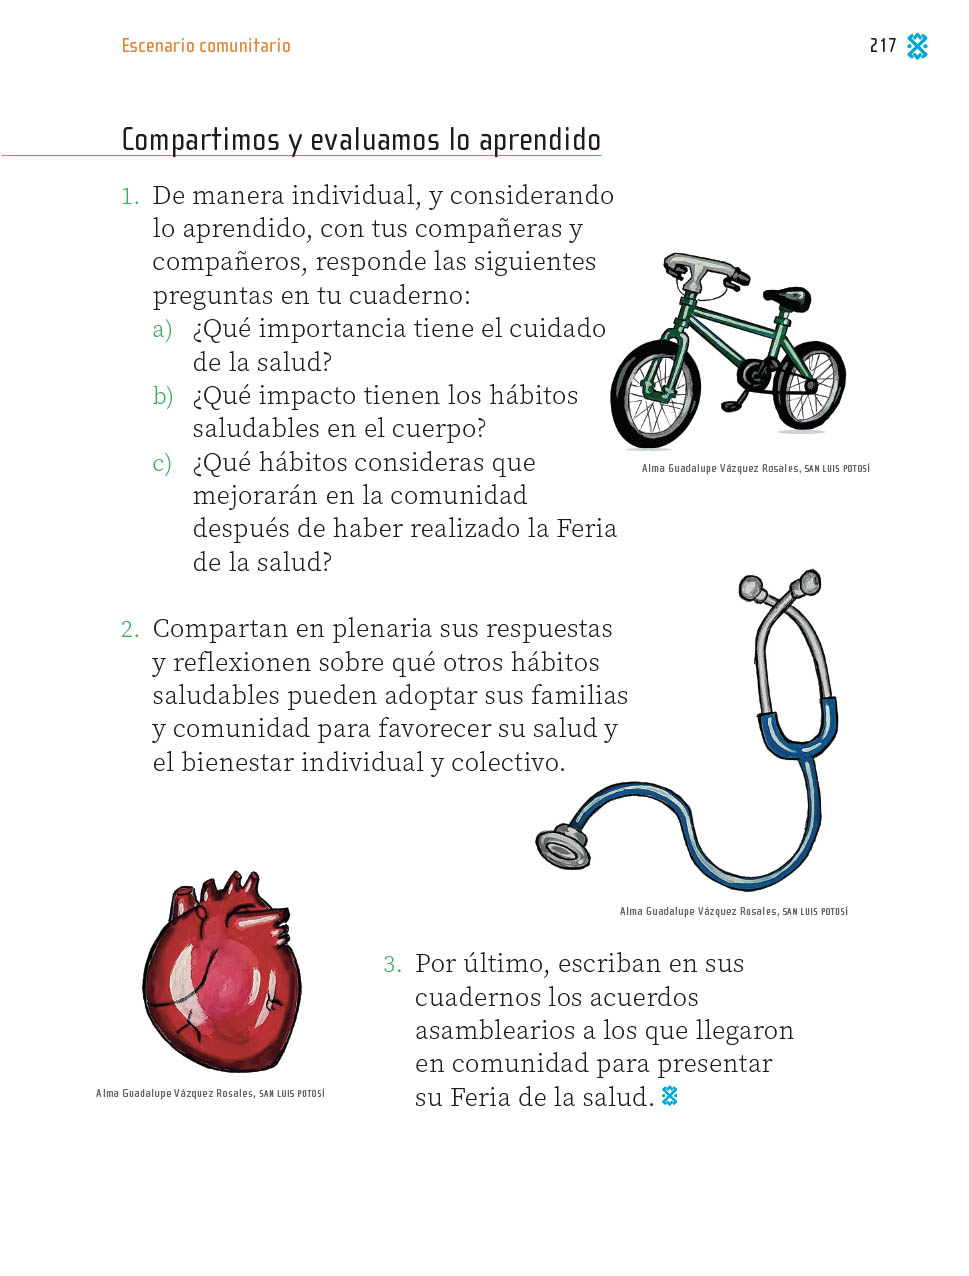 Escenario comunitario
217
Compartimos y evaluamos lo aprendido
1. De manera individual, y considerando
lo aprendido, con tus compañeras y
compañeros, responde las siguientes
preguntas en tu cuaderno:
a) ¿Qué importancia tiene el cuidado
de la salud?
b) ¿Qué impacto tienen los hábitos
saludables en el cuerpo?
c) ¿Qué hábitos consideras que
mejorarán en la comunidad
después de haber realizado la Feria
de la salud?
Alma Guadalupe Vázquez Rosales, SAN LUIS POTOSÍ
2. Compartan en plenaria sus respuestas
y reflexionen sobre qué otros hábitos
saludables pueden adoptar sus familias
y comunidad para favorecer su salud y
el bienestar individual y colectivo.
Alma Guadalupe Vázquez Rosales, SAN LUIS POTOSÍ
3. Por último, escriban en sus
cuadernos los acuerdos
asamblearios a los que llegaron
en comunidad para presentar
su Feria de la salud.
Alma Guadalupe Vázquez Rosales, SAN LUIS POTOSÍ